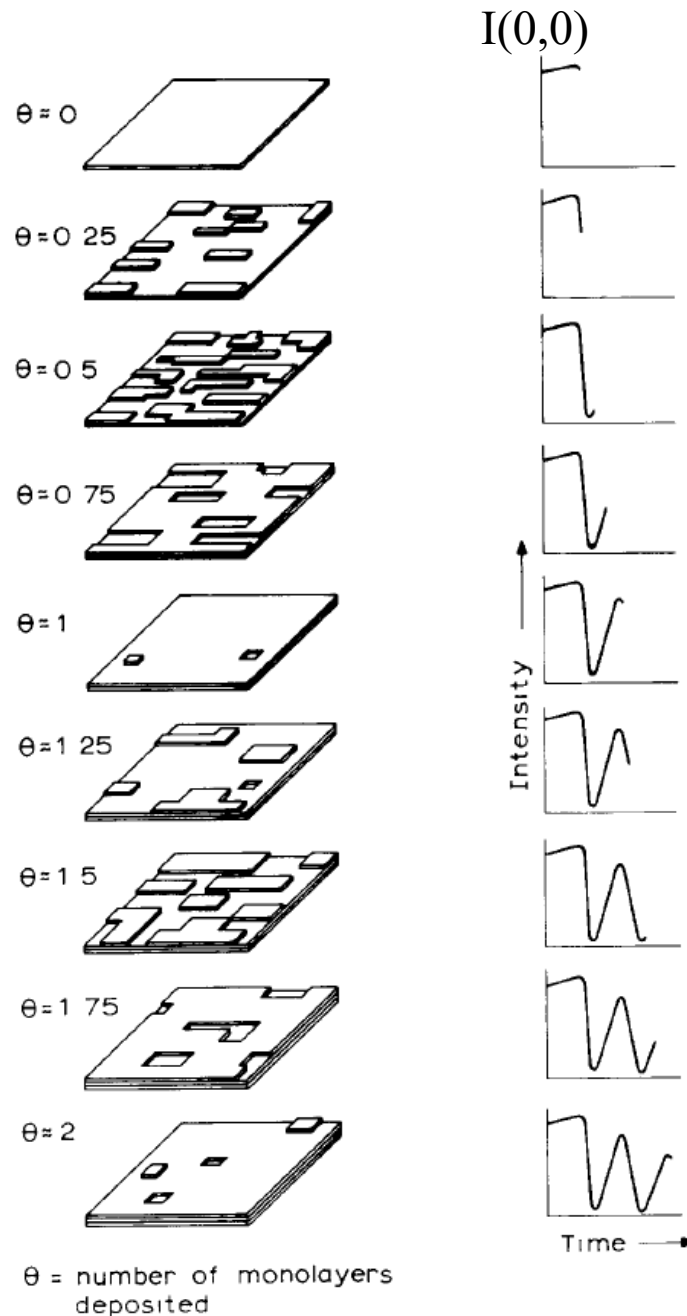 I(0,0)
θ≈0
θ≈0 25
θ≈0 5
θ≈0 75
θ≈1
θ≈1 25
θ≈1 5
θ≈1 75
θ≈2
Intensity
Time
θ = number of monolayers
deposited